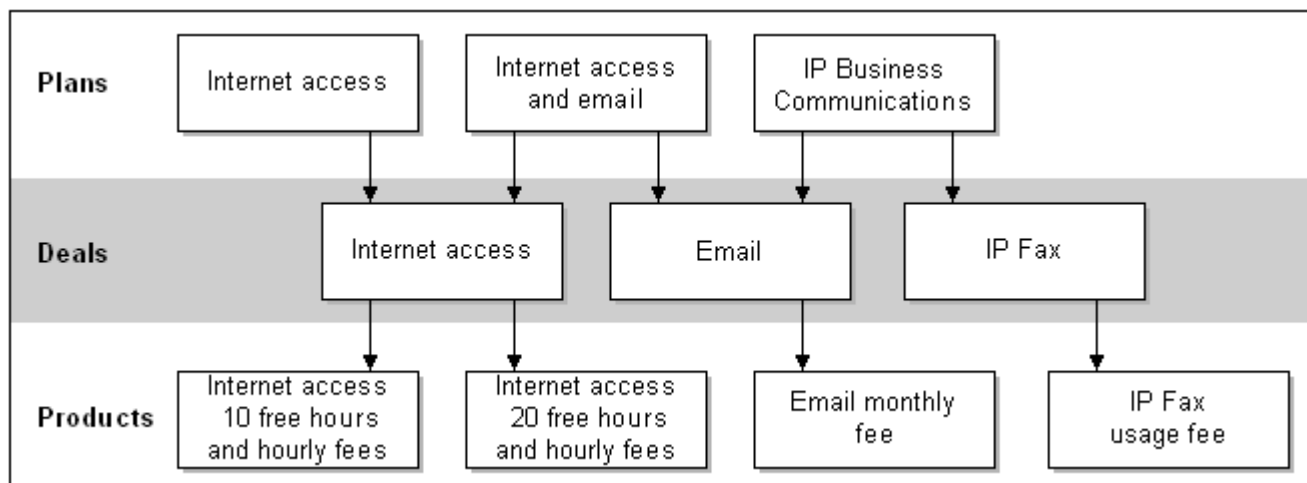 Plans
Internet access
Internet access
and email
IP Business
Communications
Deals
Internet access
Email
IP Fax
Products
Internet access
10 free hours
and hourly fees
Internet access
20 free hours
and hourly fees
Email monthly
fee
IP Fax
usage fee